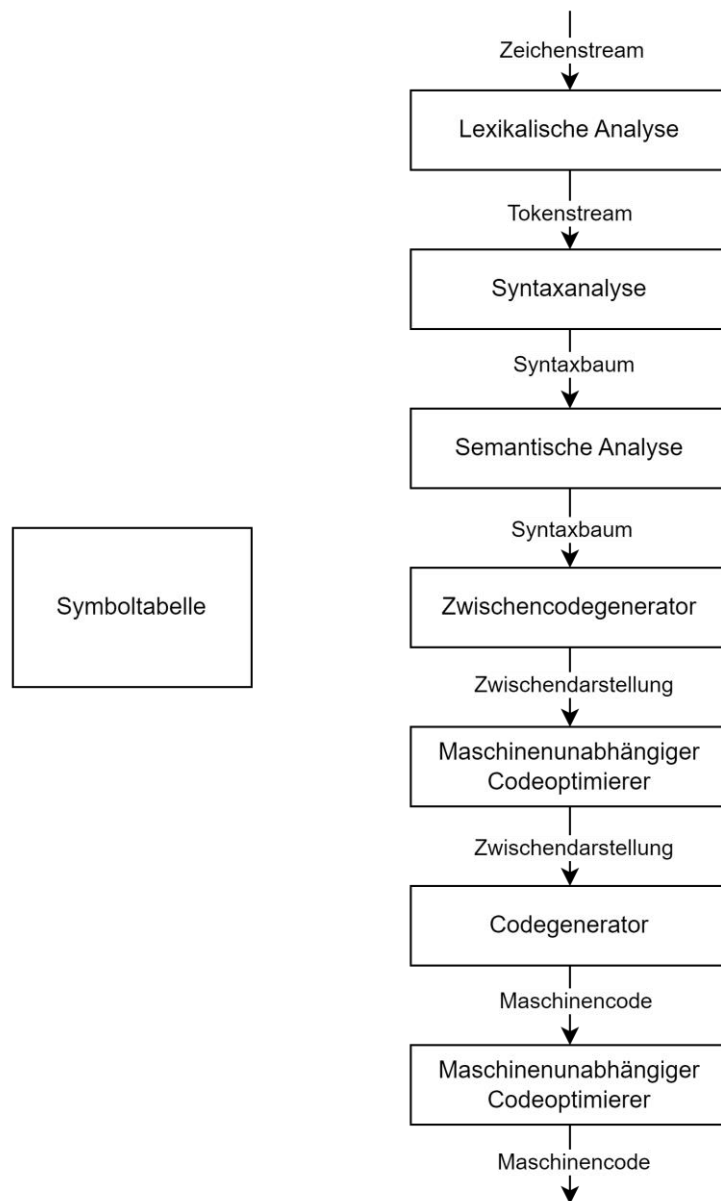 Zeichenstream
Lexikalische Analyse
Tokenstream
Syntaxanalyse
Syntaxbaum
Semantische Analyse
Syntaxbaum
Symboltabelle
Zwischencodegenerator
Zwischendarstellung
Maschinenunabhängiger
Codeoptimierer
Zwischendarstellung
Codegenerator
Maschinencode
Maschinenunabhängiger
Codeoptimierer
Maschinencode